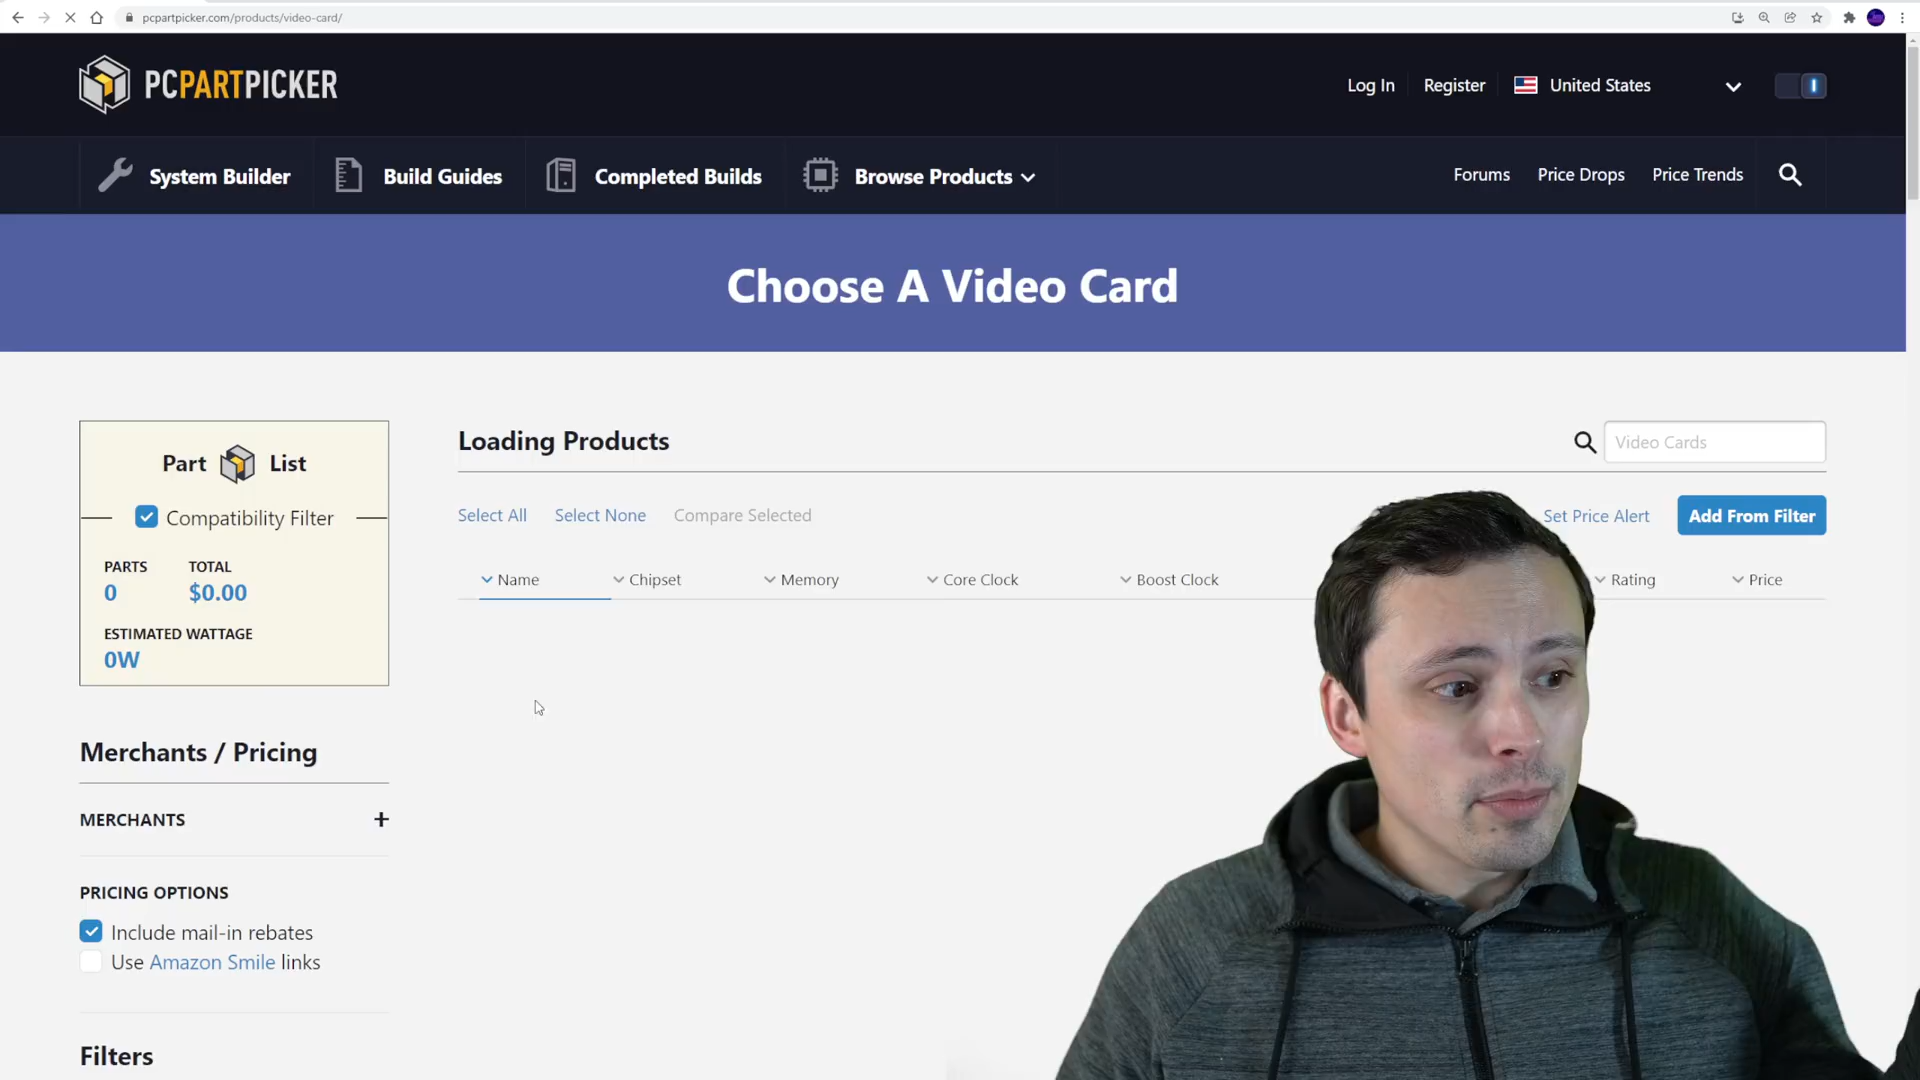 pcpartpicker.com/products/video-card/
PCPARTPICKER
Log In
Register
United States
System Builder
Build Guides
Completed Builds
Browse Products
Forums
Price Drops
Price Trends
Choose A Video Card
Part List
Compatibility Filter
PARTS
TOTAL
0
$0.00
ESTIMATED WATTAGE
0W
Loading Products
Video Cards
Select All
Select None
Compare Selected
Set Price Alert
Add From Filter
Name
Chipset
Memory
Core Clock
Boost Clock
Rating
Price
Merchants / Pricing
MERCHANTS
PRICING OPTIONS
Include mail-in rebates
Use Amazon Smile links
Filters